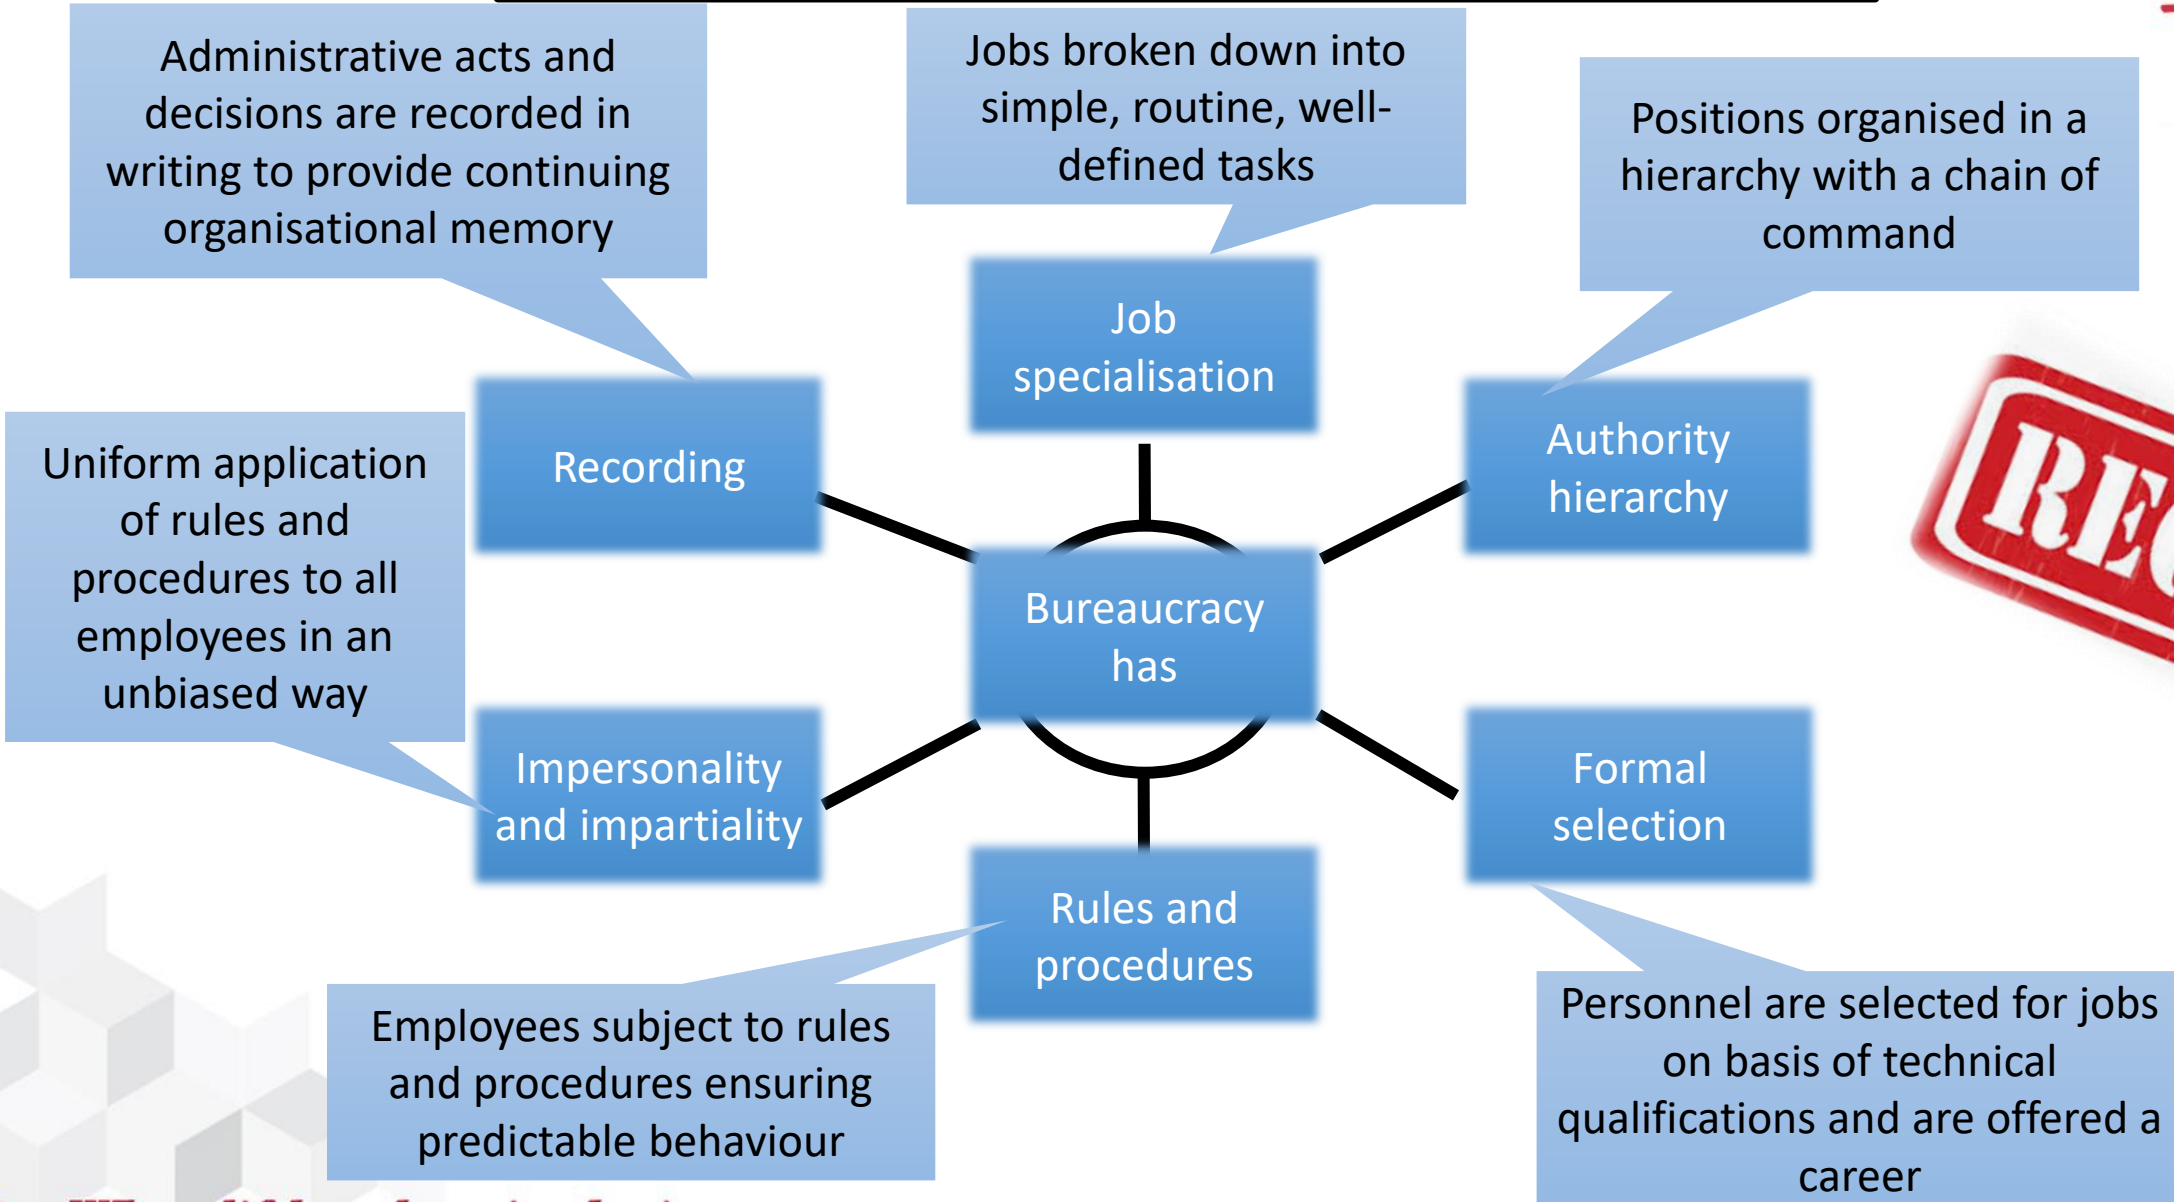 Administrative acts and
decisions are recorded in
writing to provide continuing
organisational memory
Jobs broken down into
simple, routine, well-
defined tasks
Positions organised in a
hierarchy with a chain of
command
Job
specialisation
Recording
Authority
hierarchy
Uniform application
of rules and
procedures to all
employees in an
unbiased way
Bureaucracy
has
Impersonality
and impartiality
Formal
selection
Rules and
procedures
Employees subject to rules
and procedures ensuring
predictable behaviour
Personnel are selected for jobs
on basis of technical
qualifications and are offered a
career